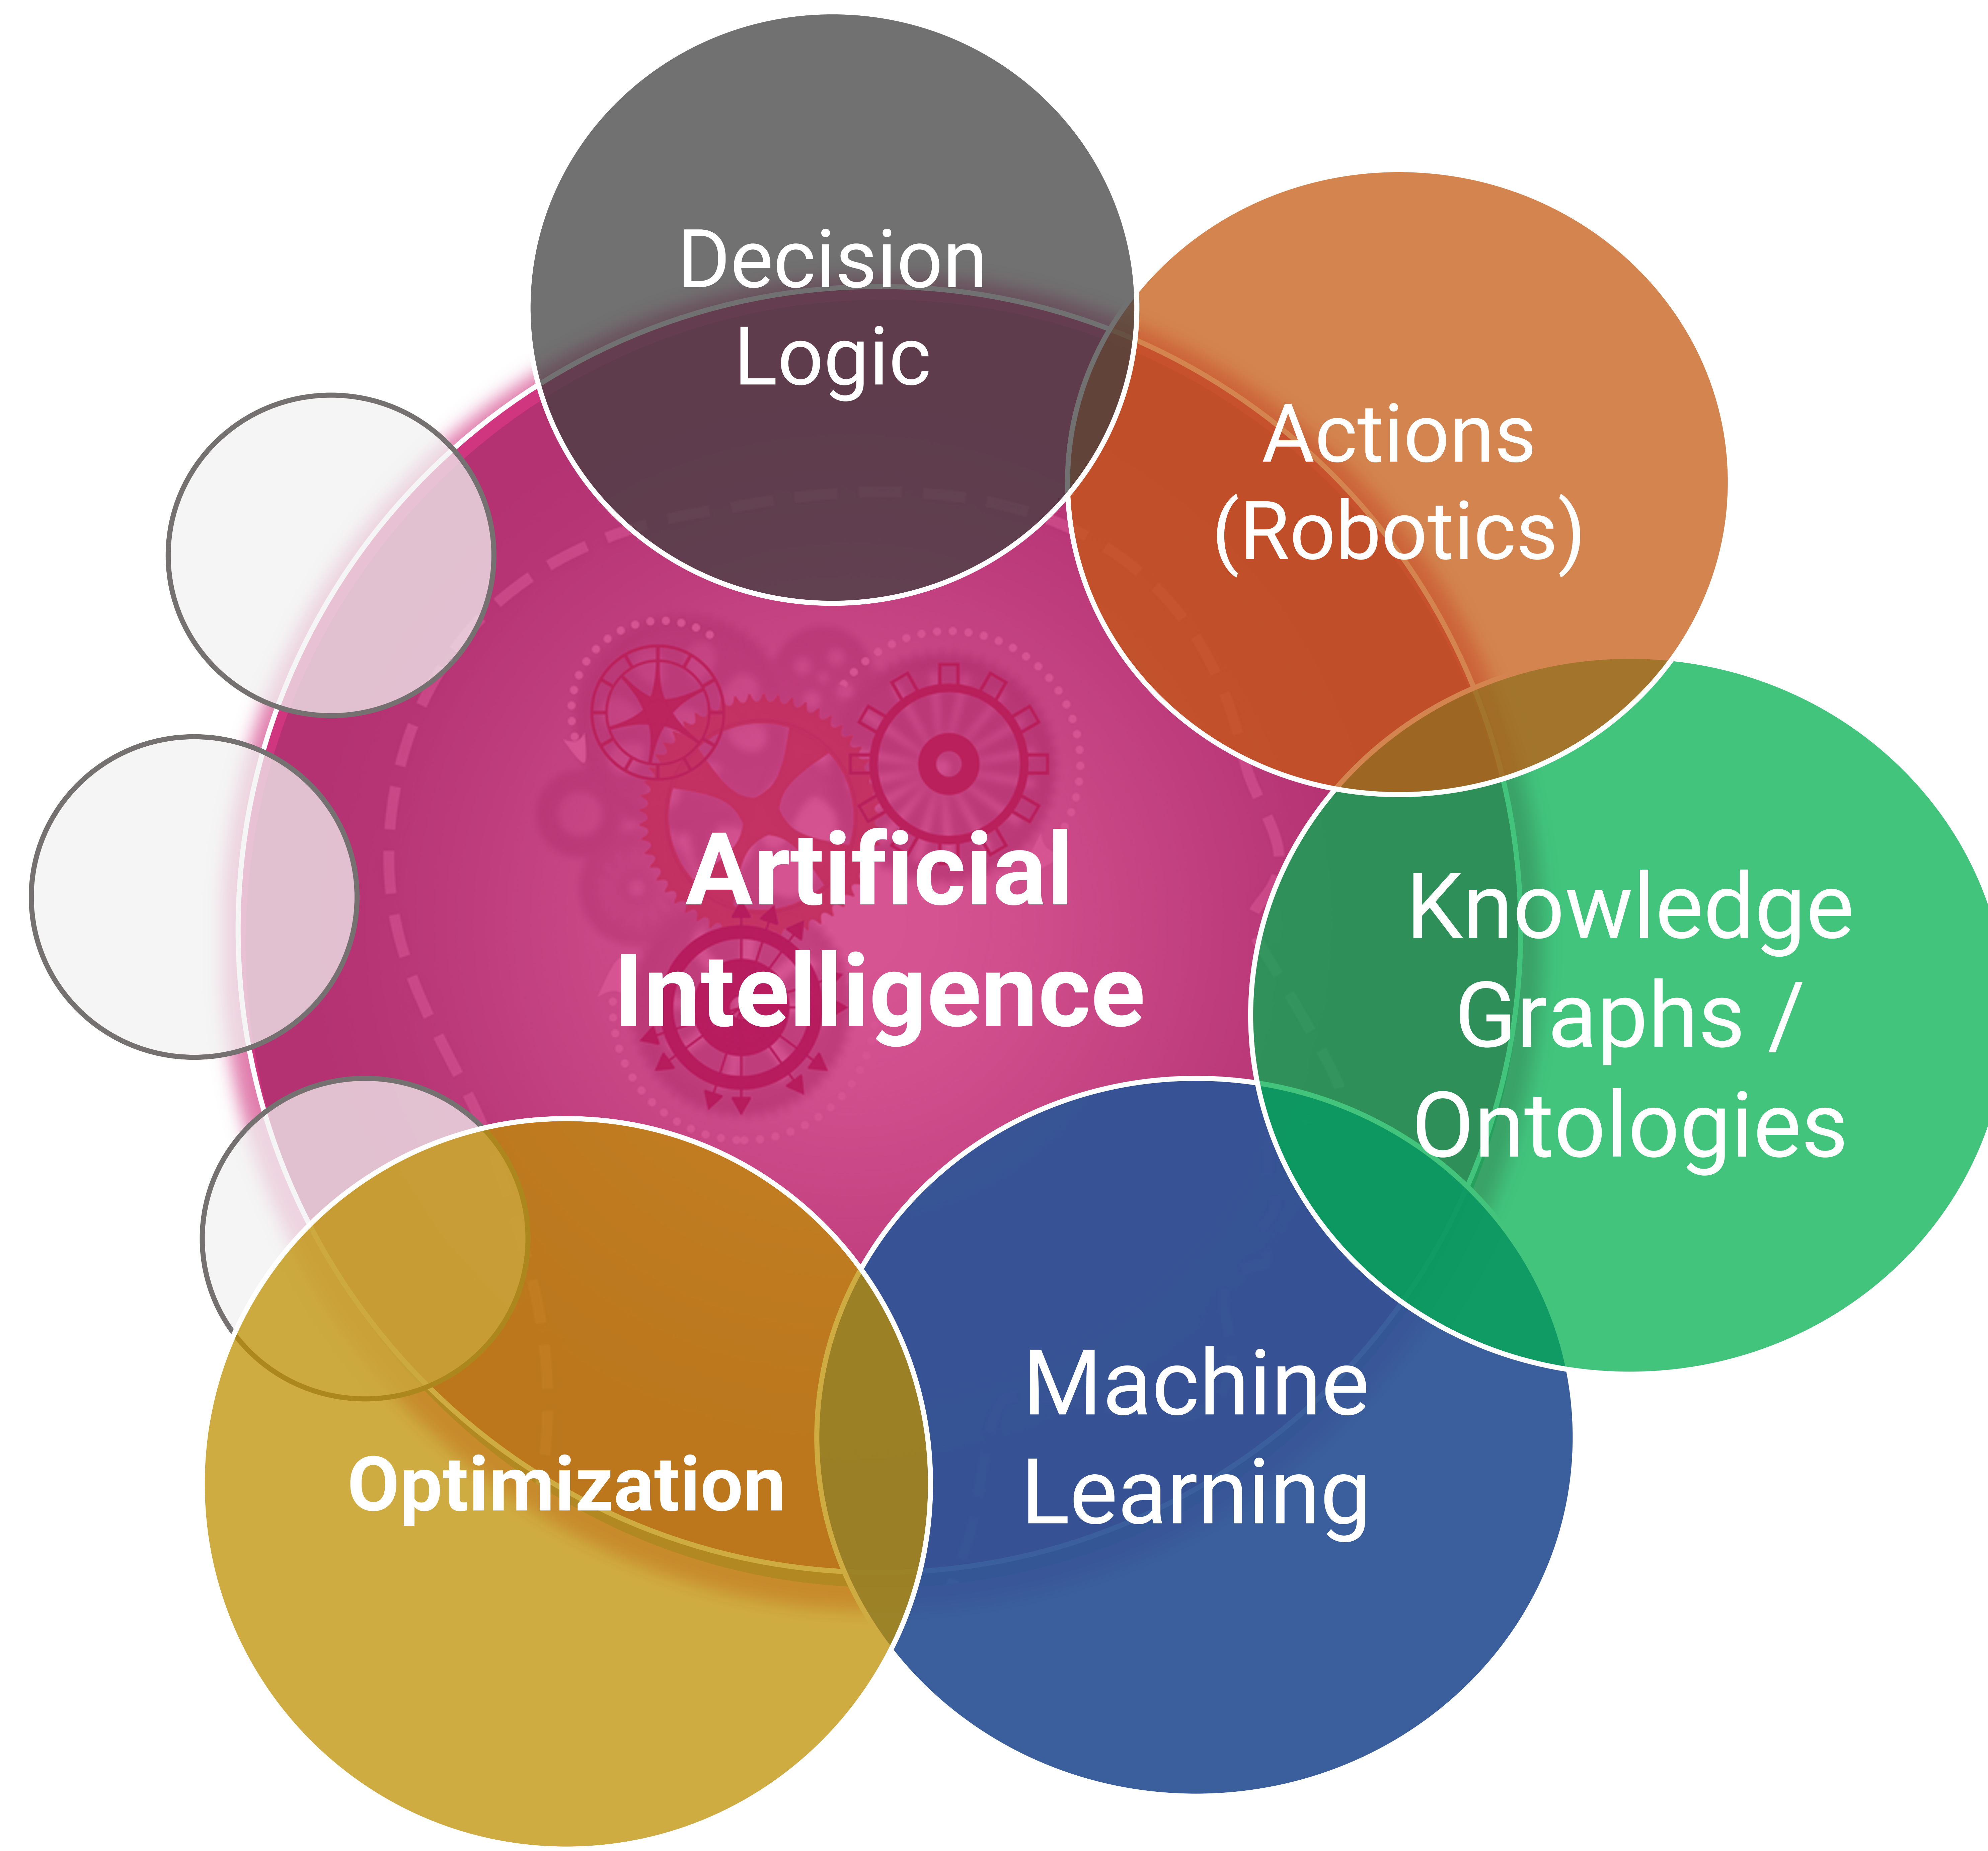 Decision
Logic
Actions
(Robotics)
Knowledge
Graphs /
Ontologies
Artificial
Intelligence
Machine
Learning
Optimization